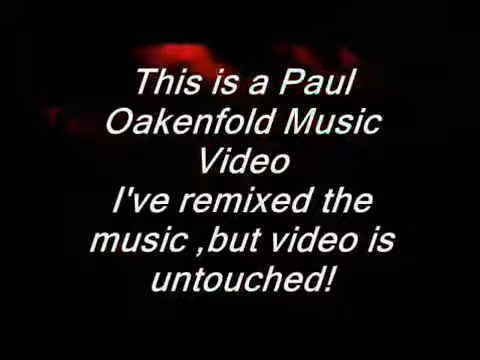 This is a Paul
Oakenfold Music
Video
I've remixed the
music ,but video is
untouched!